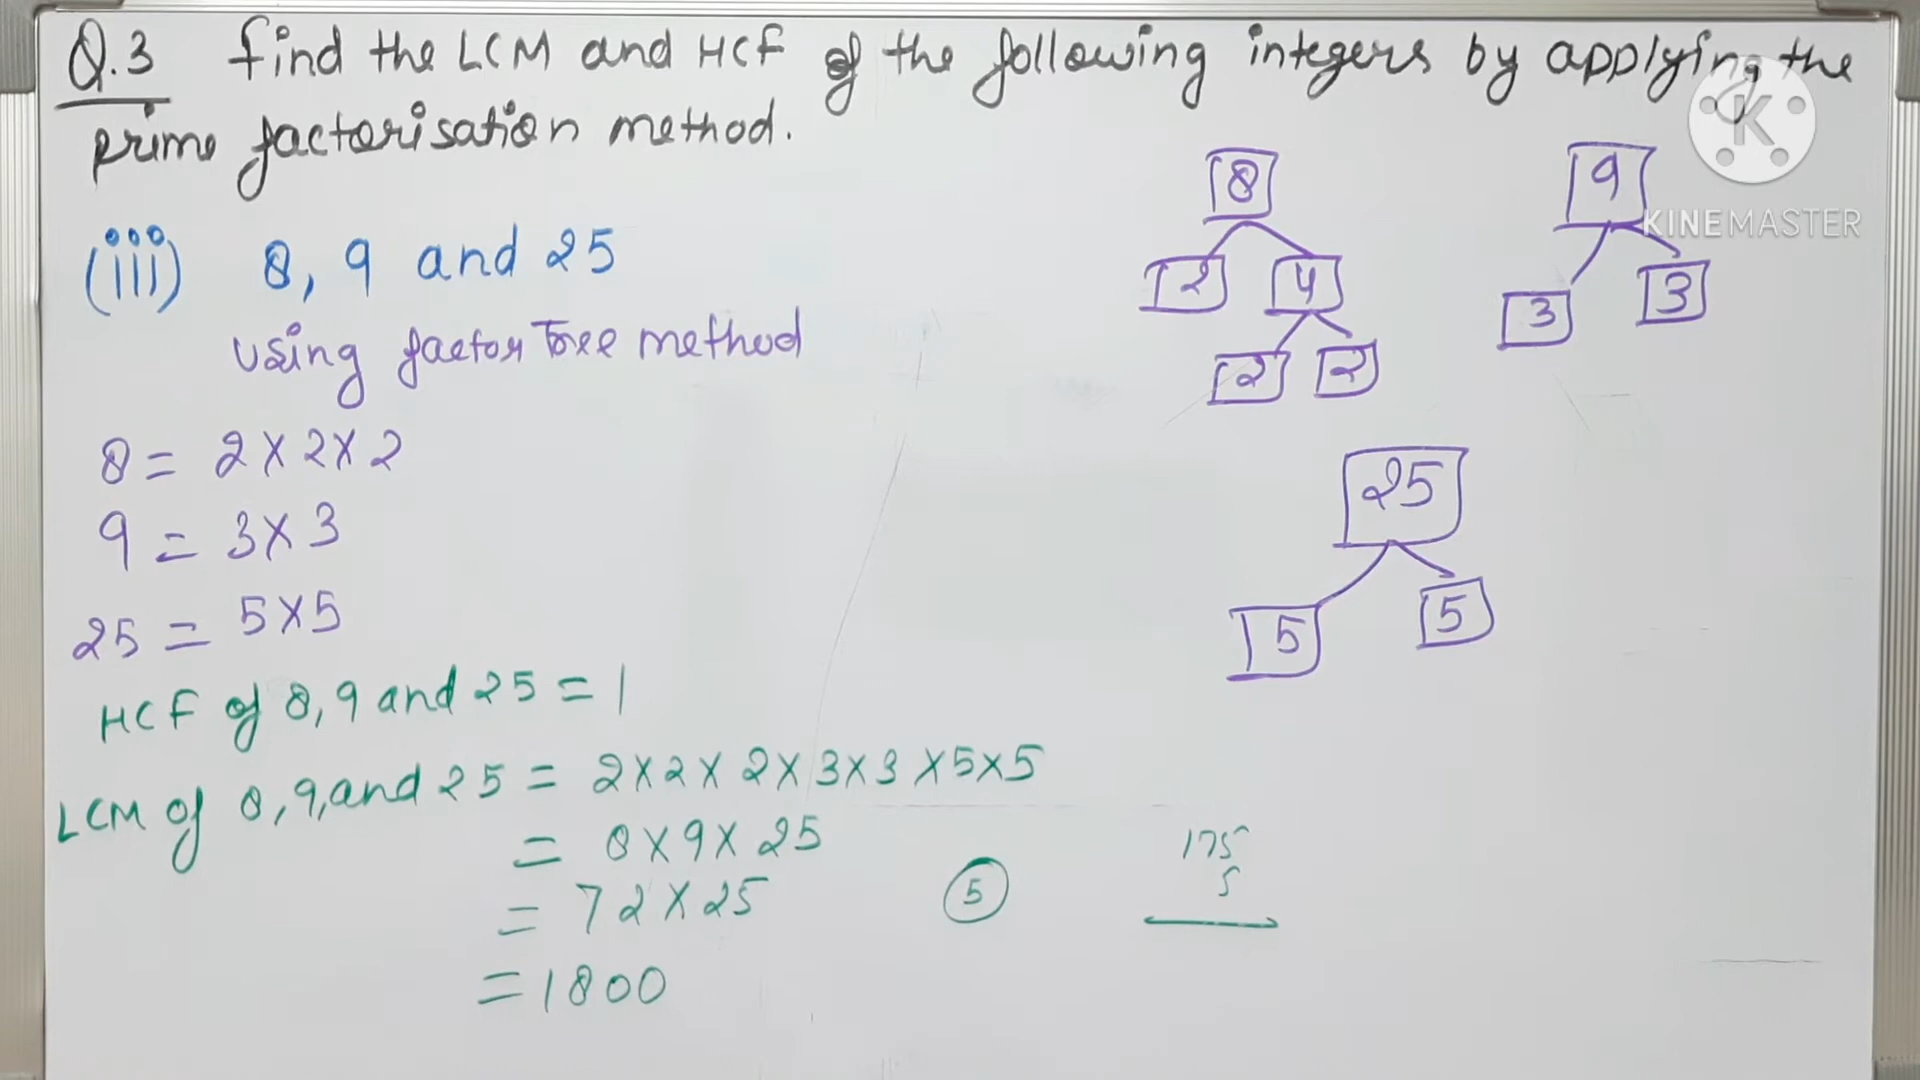 Q.3 find the LCM and HCF of the following integers by applying the
prime factorisation method.
(iii) 8, 9 and 25
using factor Tree method
8 = 2 × 2 × 2
9 = 3 × 3
25 = 5 × 5
HCF of 8, 9 and 25 = 1
LCM of 8, 9, and 25 = 2 × 2 × 2 × 3 × 3 × 5 × 5
= 8 × 9 × 25
= 72 × 25
= 1800
8
2 4
2 2
9
3 3
25
5 5
5
175
5
K
KINEMASTER